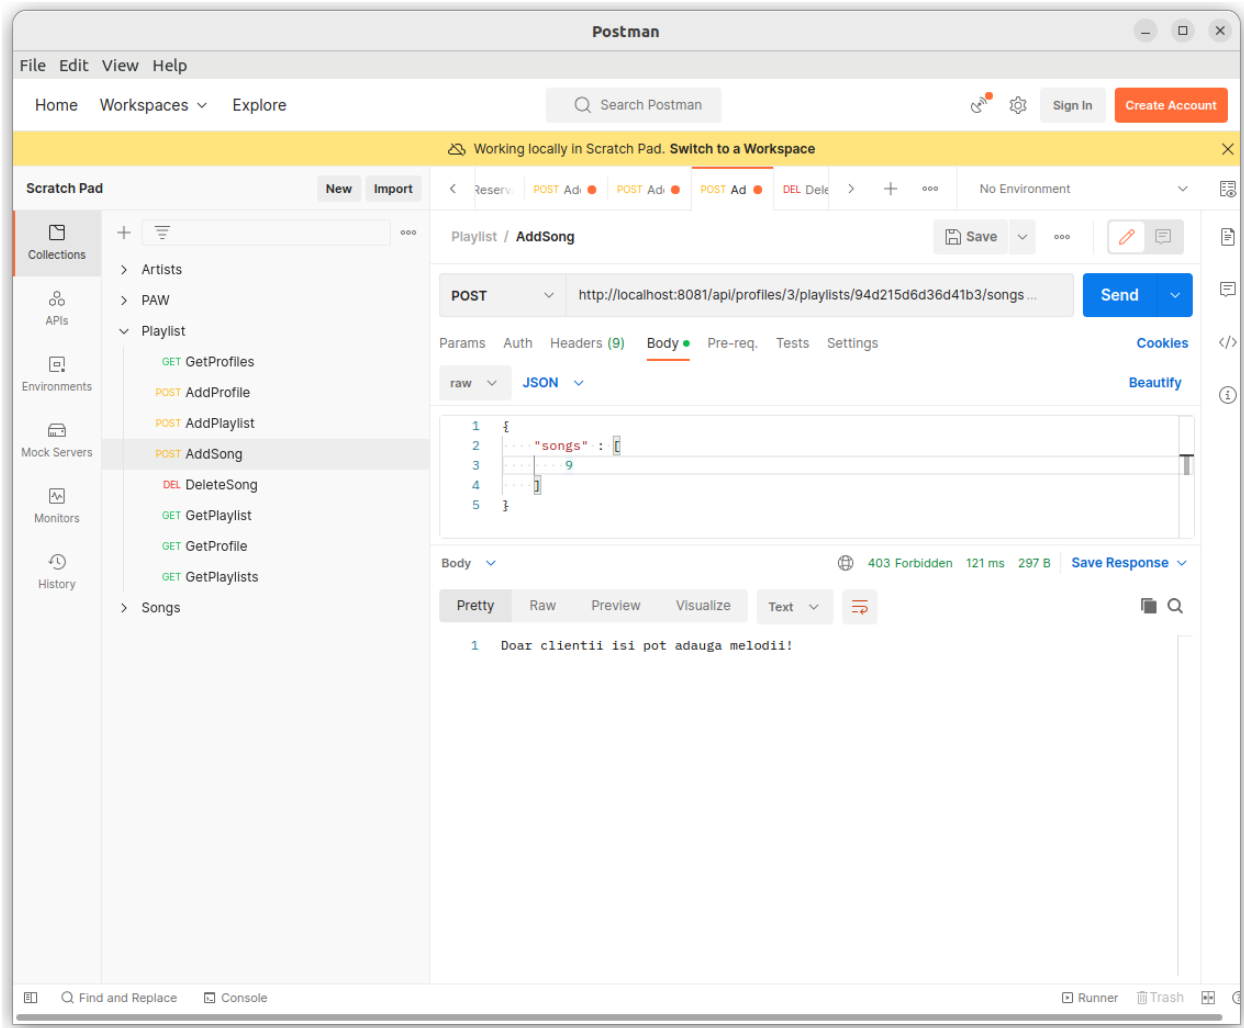 Postman
File Edit View Help
Home Workspaces Explore Search Postman Sign In Create Account
Working locally in Scratch Pad. Switch to a Workspace
Scratch Pad New Import
Reserv POST Ad POST Ad POST Ad DEL Dele No Environment
Collections
APIs
Environments
Mock Servers
Monitors
History
Artists
PAW
Playlist
GET GetProfiles
POST AddProfile
POST AddPlaylist
POST AddSong
DEL DeleteSong
GET GetPlaylist
GET GetProfile
GET GetPlaylists
Songs
Playlist / AddSong Save
POST http://localhost:8081/api/profiles/3/playlists/94d215d6d36d41b3/songs ... Send
Params Auth Headers (9) Body Pre-req. Tests Settings Cookies
raw JSON Beautify
1 {
2 "songs" : [
3 9
4 ]
5 }
Body 403 Forbidden 121 ms 297 B Save Response
Pretty Raw Preview Visualize Text
1 Doar clientii isi pot adauga melodii!
Find and Replace Console Runner Trash